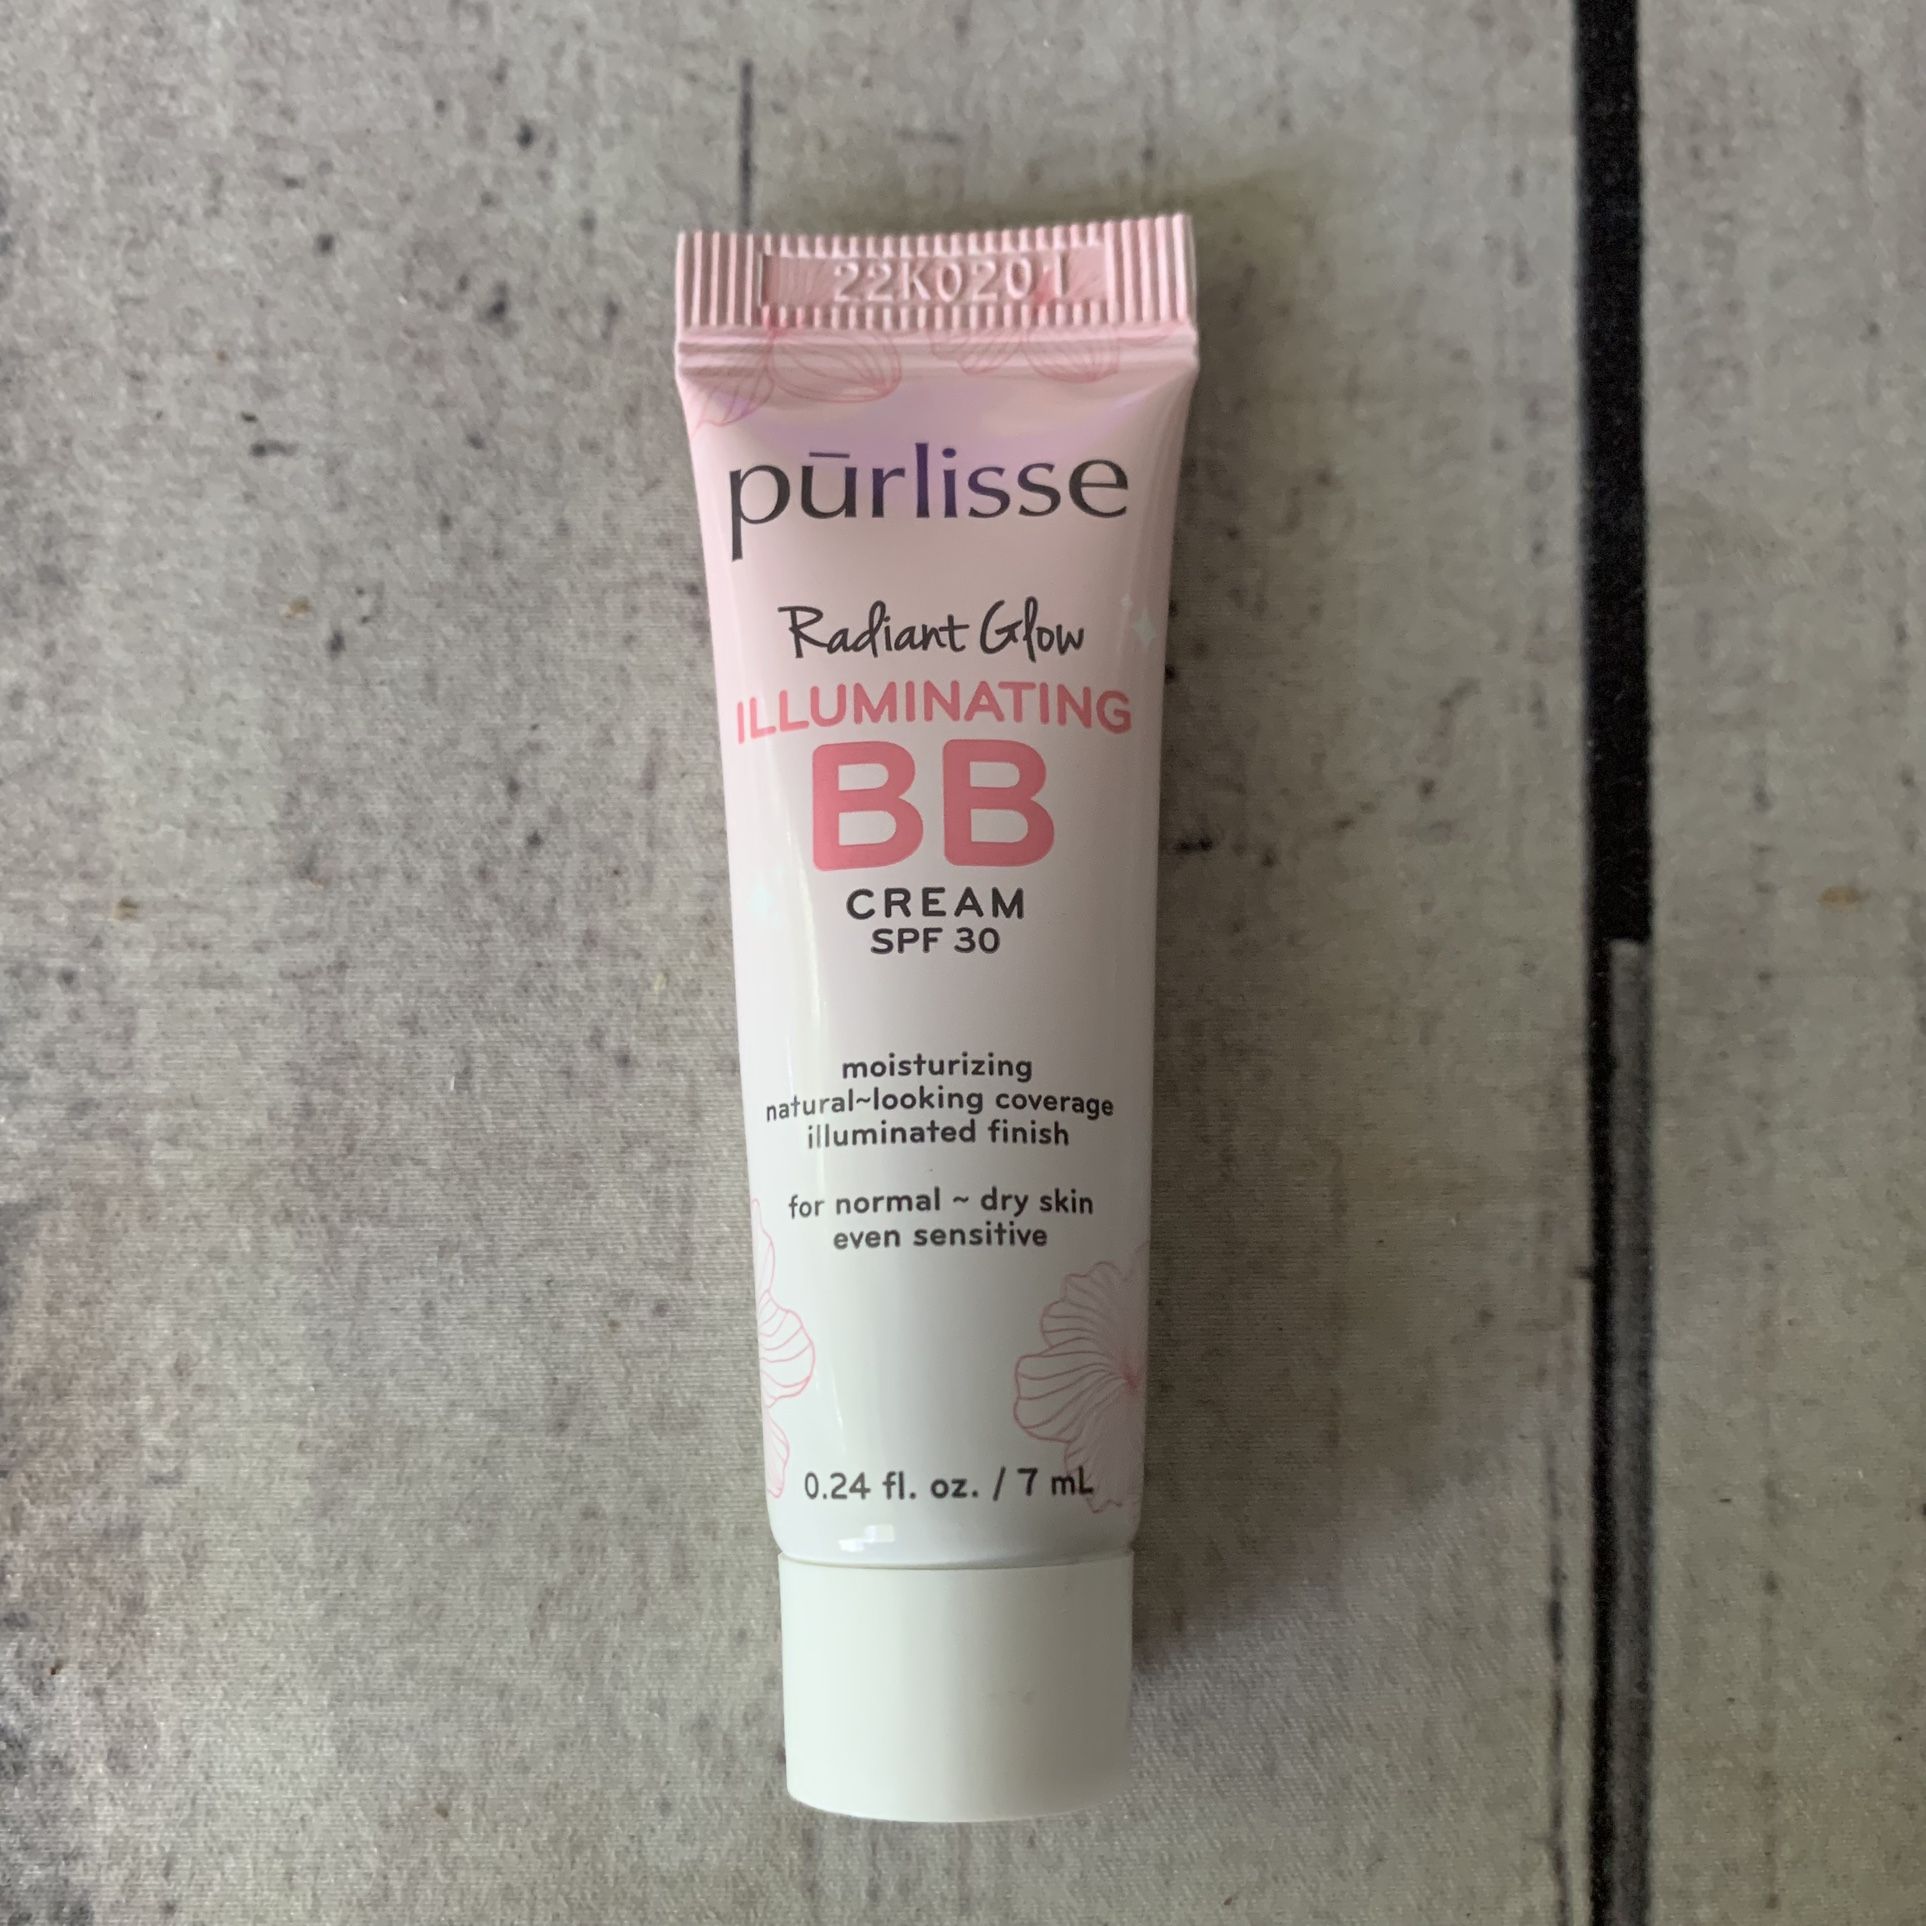 22K0201
pūrlisse
Radiant Glow
ILLUMINATING
BB
CREAM
SPF 30
moisturizing
natural~looking coverage
illuminated finish
for normal ~ dry skin
even sensitive
0.24 fl. oz. / 7 mL